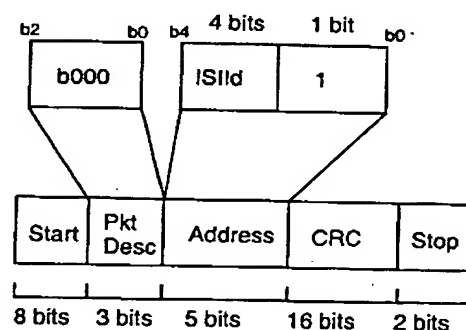 4 bits 1 bit
b2 b0 b4 b0
b000 ISIId 1
Start Pkt Desc Address CRC Stop
8 bits 3 bits 5 bits 16 bits 2 bits